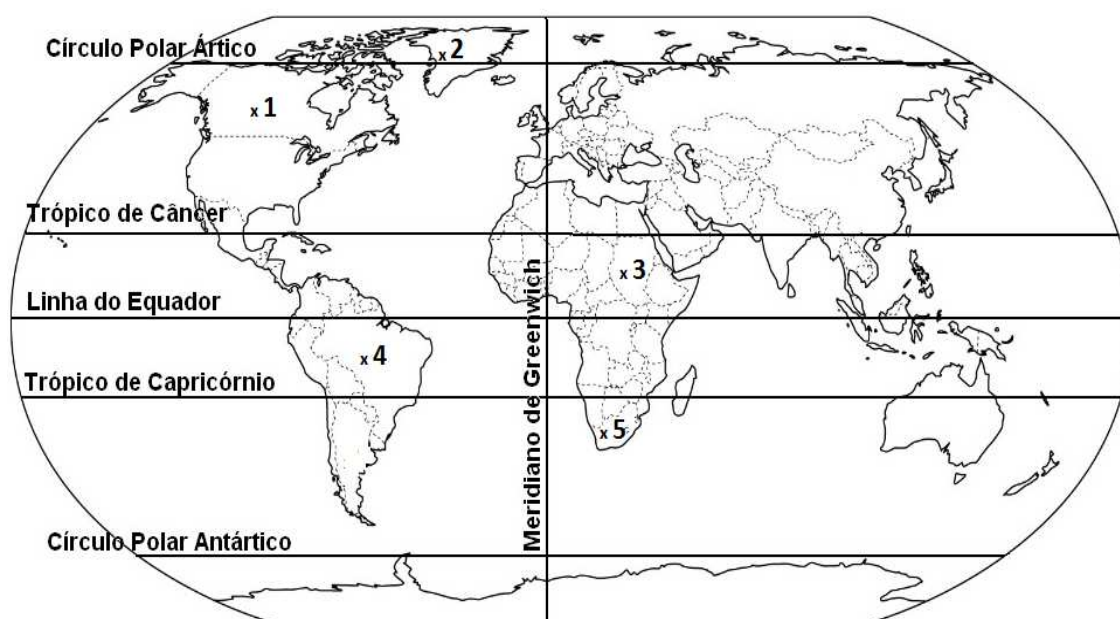 Círculo Polar Ártico
x 2
x 1
Trópico de Câncer
x 3
Linha do Equador
x 4
Trópico de Capricórnio
x 5
Meridiano de Greenwich
Círculo Polar Antártico